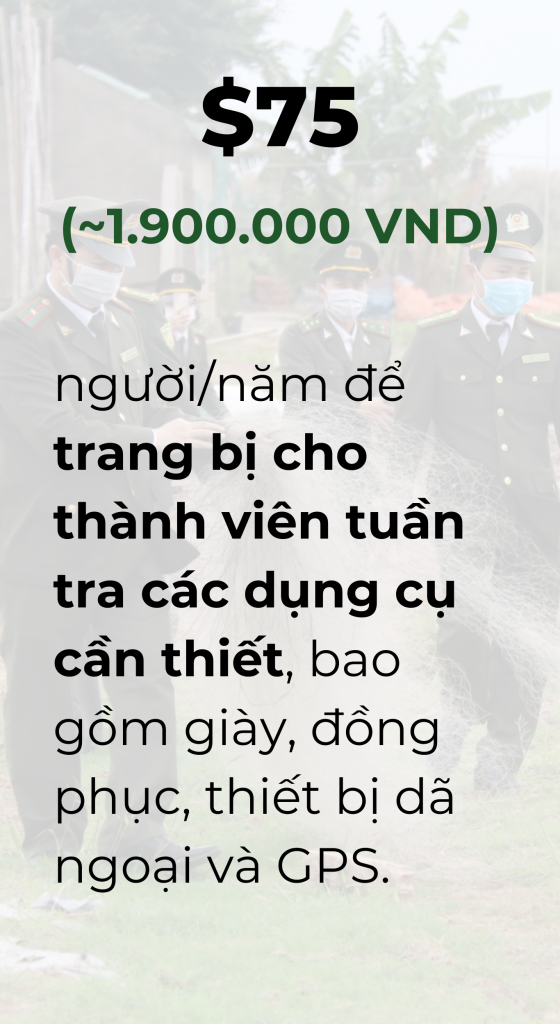 $75
(~1.900.000 VND)
người/năm để
trang bị cho
thành viên tuần
tra các dụng cụ
cần thiết, bao
gồm giày, đồng
phục, thiết bị dã
ngoại và GPS.